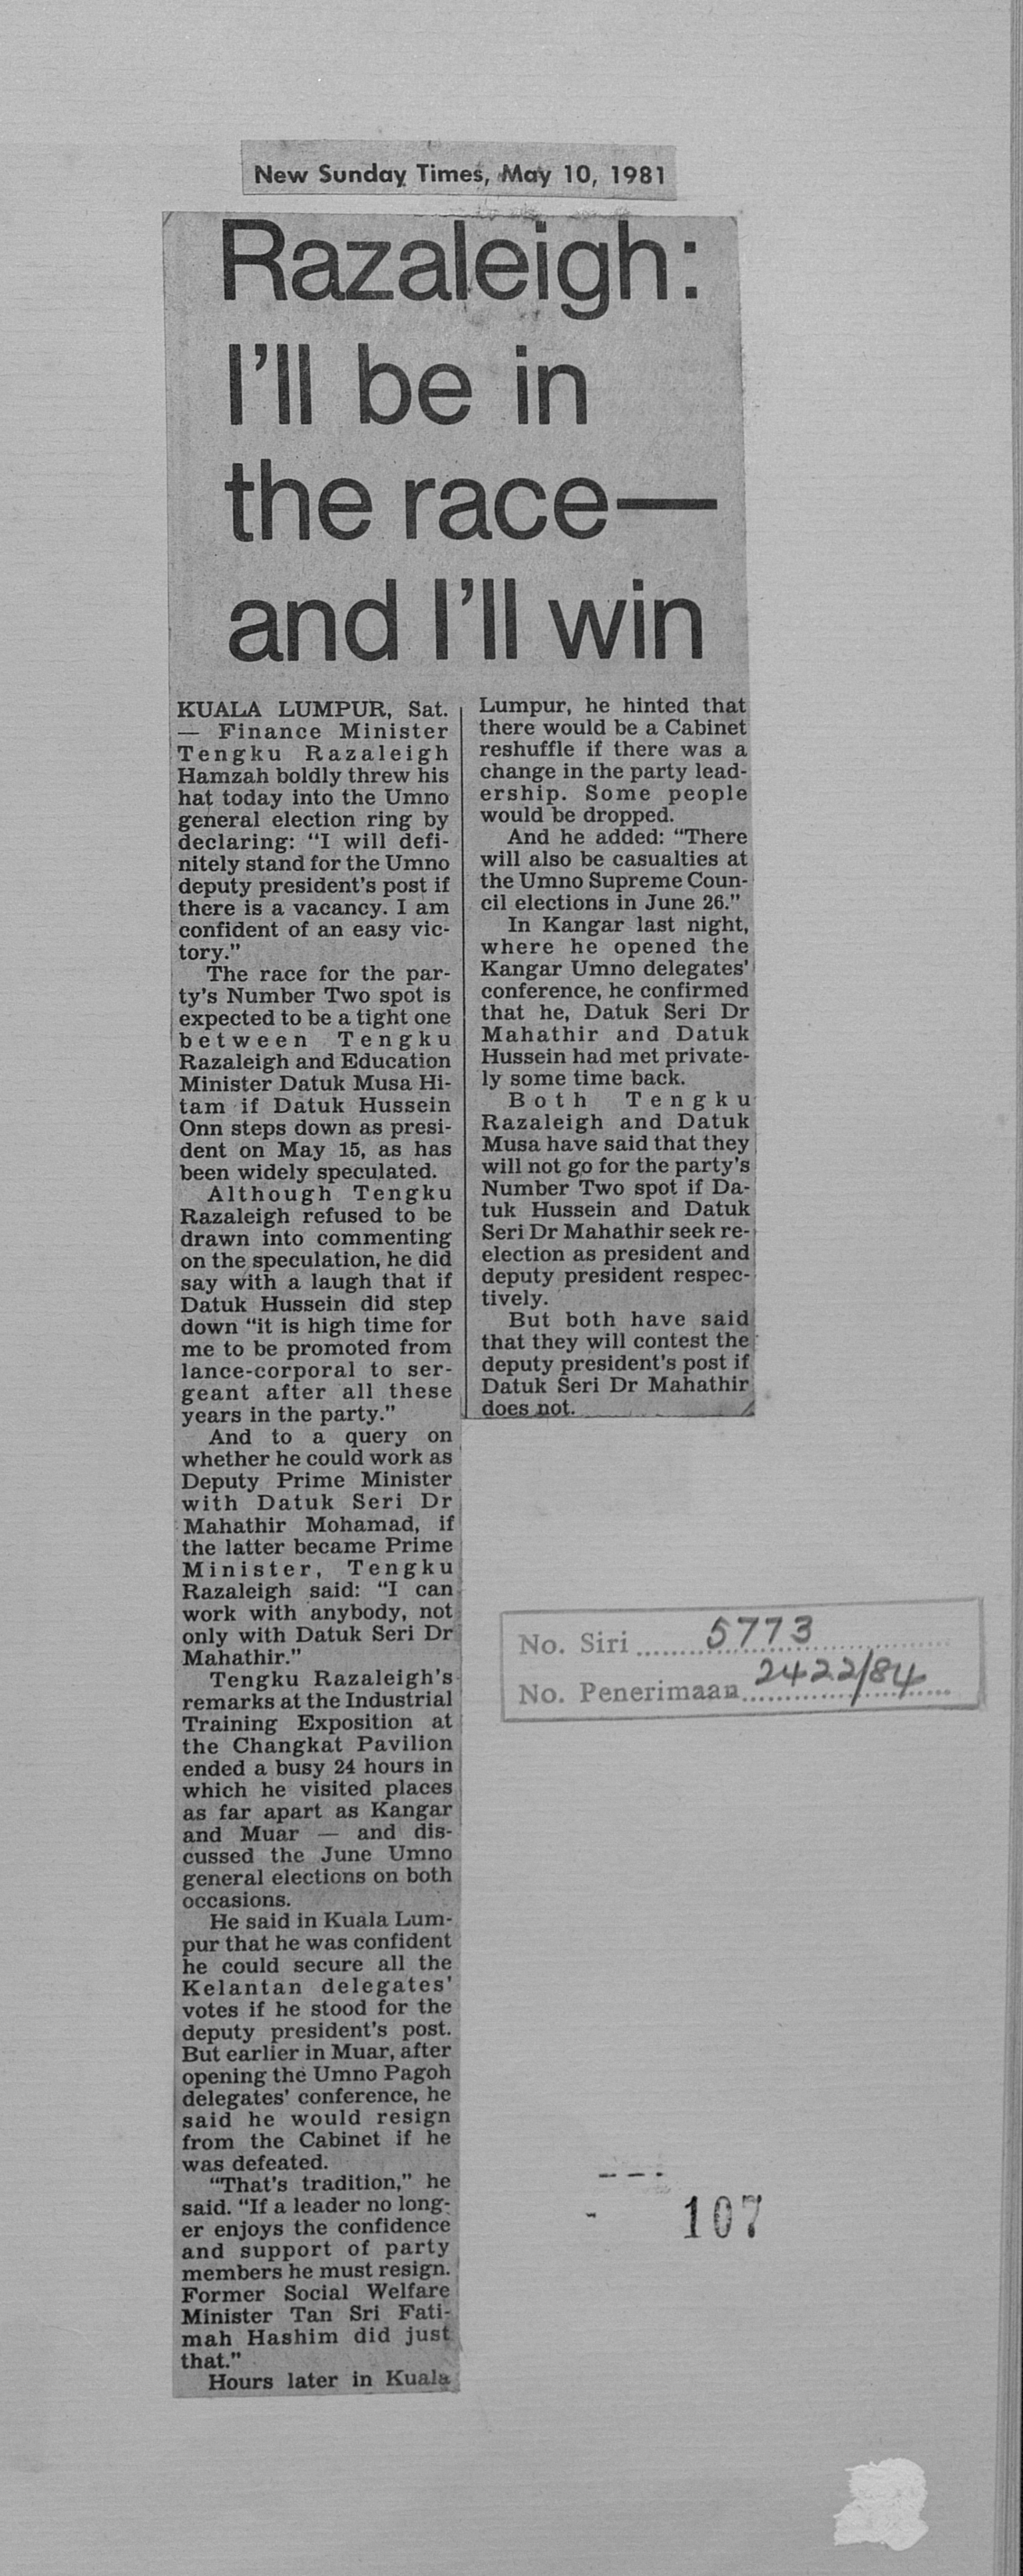 New Sunday Times, May 10, 1981
Razaleigh:
I'll be in
the race—
and I'll win
KUALA LUMPUR, Sat.
— Finance Minister
Tengku Razaleigh
Hamzah boldly threw his
hat today into the Umno
general election ring by
declaring: "I will defi-
nitely stand for the Umno
deputy president's post if
there is a vacancy. I am
confident of an easy vic-
tory."
The race for the par-
ty's Number Two spot is
expected to be a tight one
between Tengku
Razaleigh and Education
Minister Datuk Musa Hi-
tam if Datuk Hussein
Onn steps down as presi-
dent on May 15, as has
been widely speculated.
Although Tengku
Razaleigh refused to be
drawn into commenting
on the speculation, he did
say with a laugh that if
Datuk Hussein did step
down "it is high time for
me to be promoted from
lance-corporal to ser-
geant after all these
years in the party."
And to a query on
whether he could work as
Deputy Prime Minister
with Datuk Seri Dr
Mahathir Mohamad, if
the latter became Prime
Minister, Tengku
Razaleigh said: "I can
work with anybody, not
only with Datuk Seri Dr
Mahathir."
Tengku Razaleigh's
remarks at the Industrial
Training Exposition at
the Changkat Pavilion
ended a busy 24 hours in
which he visited places
as far apart as Kangar
and Muar — and dis-
cussed the June Umno
general elections on both
occasions.
He said in Kuala Lum-
pur that he was confident
he could secure all the
Kelantan delegates'
votes if he stood for the
deputy president's post.
But earlier in Muar, after
opening the Umno Pagoh
delegates' conference, he
said he would resign
from the Cabinet if he
was defeated.
"That's tradition," he
said. "If a leader no long-
er enjoys the confidence
and support of party
members he must resign.
Former Social Welfare
Minister Tan Sri Fati-
mah Hashim did just
that."
Hours later in Kuala
Lumpur, he hinted that
there would be a Cabinet
reshuffle if there was a
change in the party lead-
ership. Some people
would be dropped.
And he added: "There
will also be casualties at
the Umno Supreme Coun-
cil elections in June 26."
In Kangar last night,
where he opened the
Kangar Umno delegates'
conference, he confirmed
that he, Datuk Seri Dr
Mahathir and Datuk
Hussein had met private-
ly some time back.
Both Tengku
Razaleigh and Datuk
Musa have said that they
will not go for the party's
Number Two spot if Da-
tuk Hussein and Datuk
Seri Dr Mahathir seek re-
election as president and
deputy president respec-
tively.
But both have said
that they will contest the
deputy president's post if
Datuk Seri Dr Mahathir
does not.
No. Siri ........ 5773
No. Penerimaan 2422/84
107